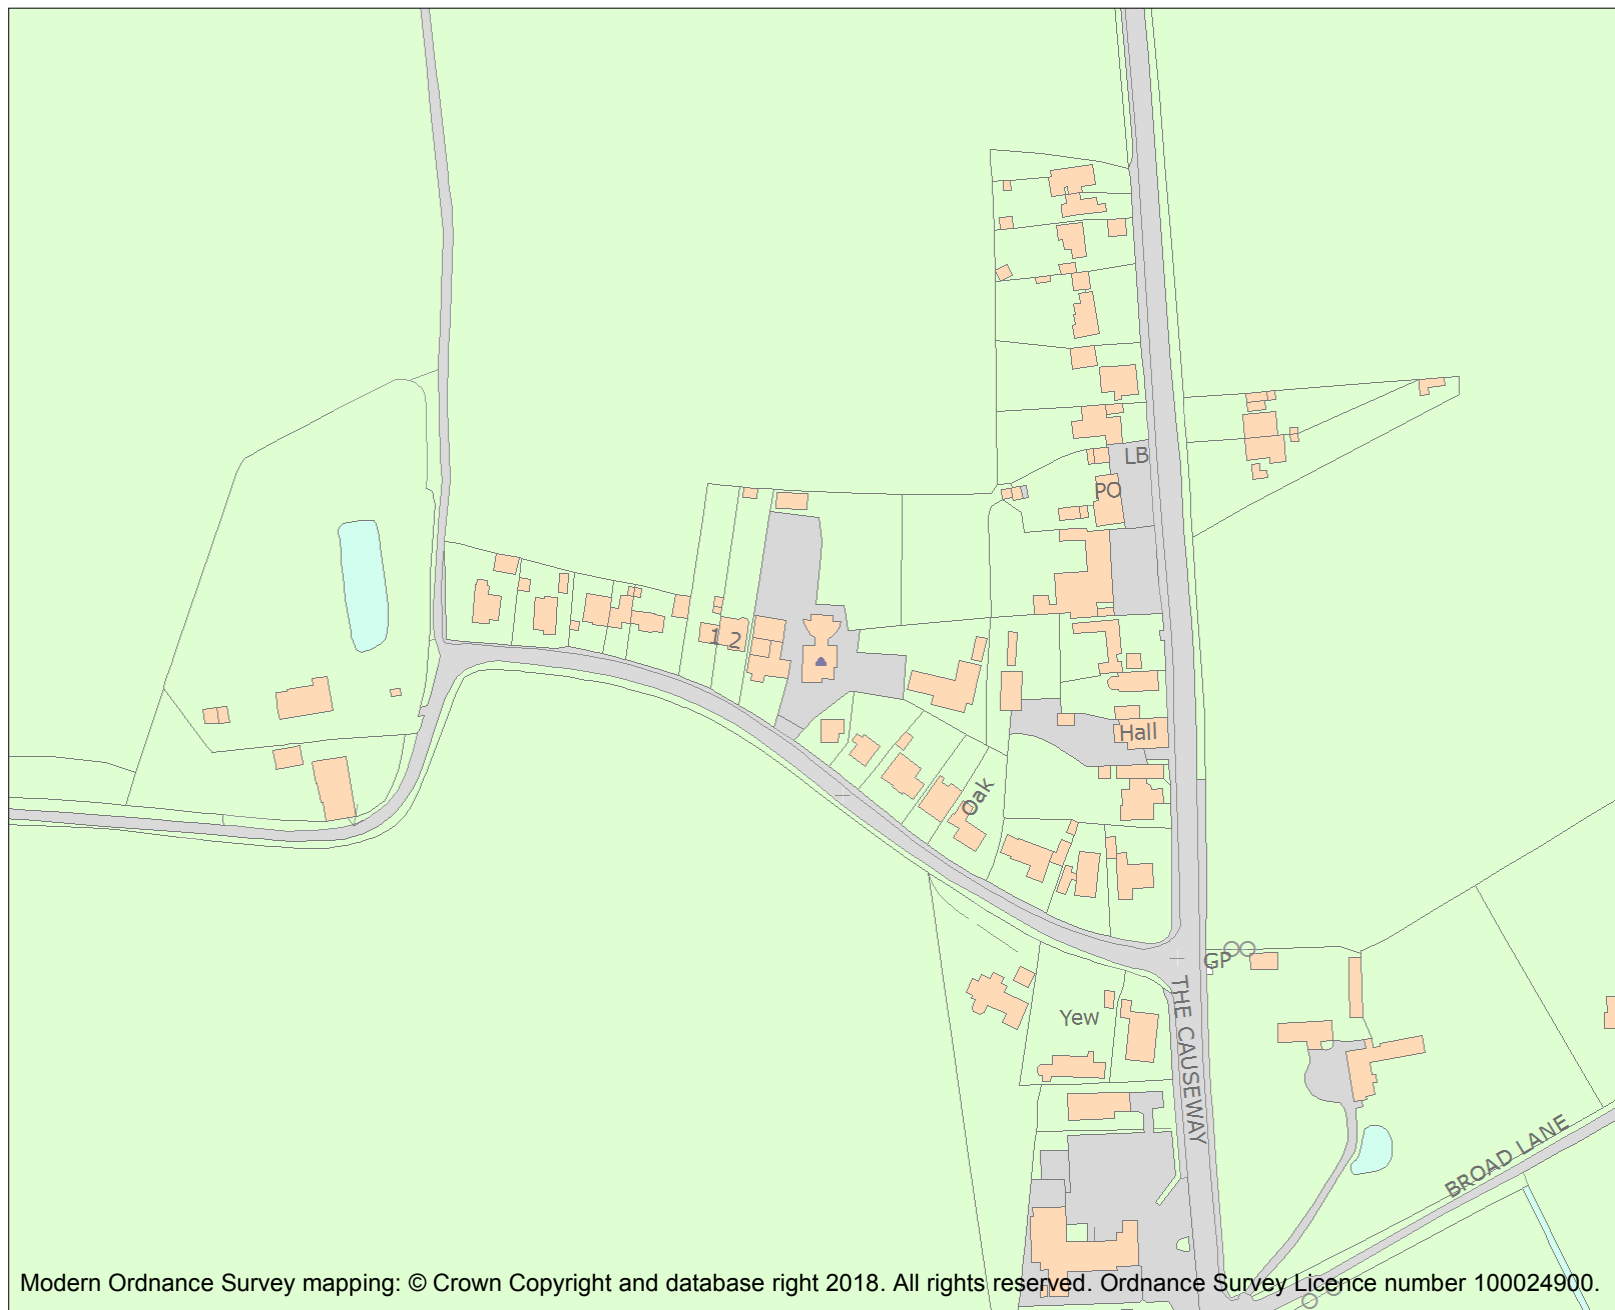 LB
PO
1 2
Hall
Oak
GP
THE CAUSEWAY
Yew
BROAD LANE
Modern Ordnance Survey mapping: © Crown Copyright and database right 2018. All rights reserved. Ordnance Survey Licence number 100024900.